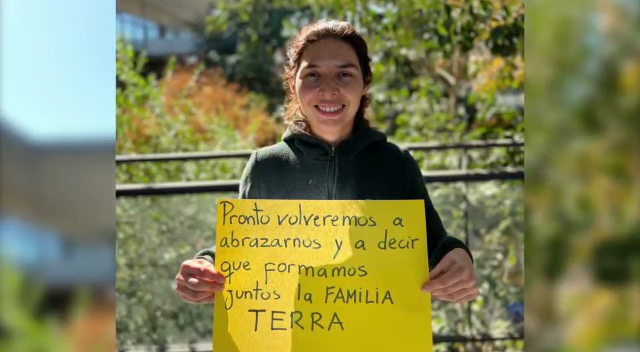 Pronto volveremos a
abrazarnos y a decir
que formamos
juntos la FAMILIA
TERRA